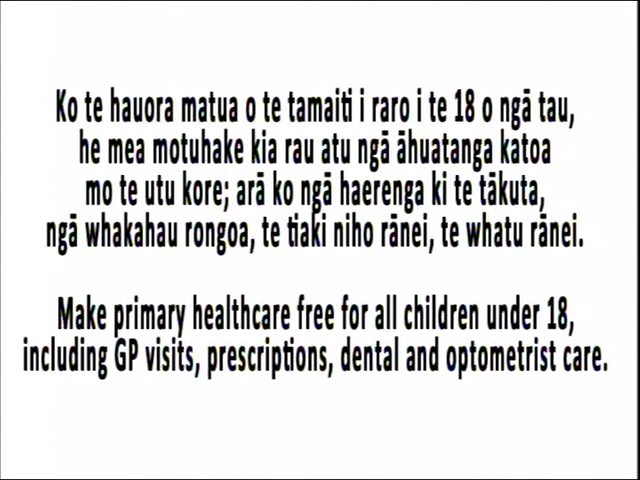 Ko te hauora matua o te tamaiti i raro i te 18 o ngā tau,
he mea motuhake kia rau atu ngā āhuatanga katoa
mo te utu kore; arā ko ngā haerenga ki te tākuta,
ngā whakahau rongoa, te tiaki niho rānei, te whatu rānei.
Make primary healthcare free for all children under 18,
including GP visits, prescriptions, dental and optometrist care.